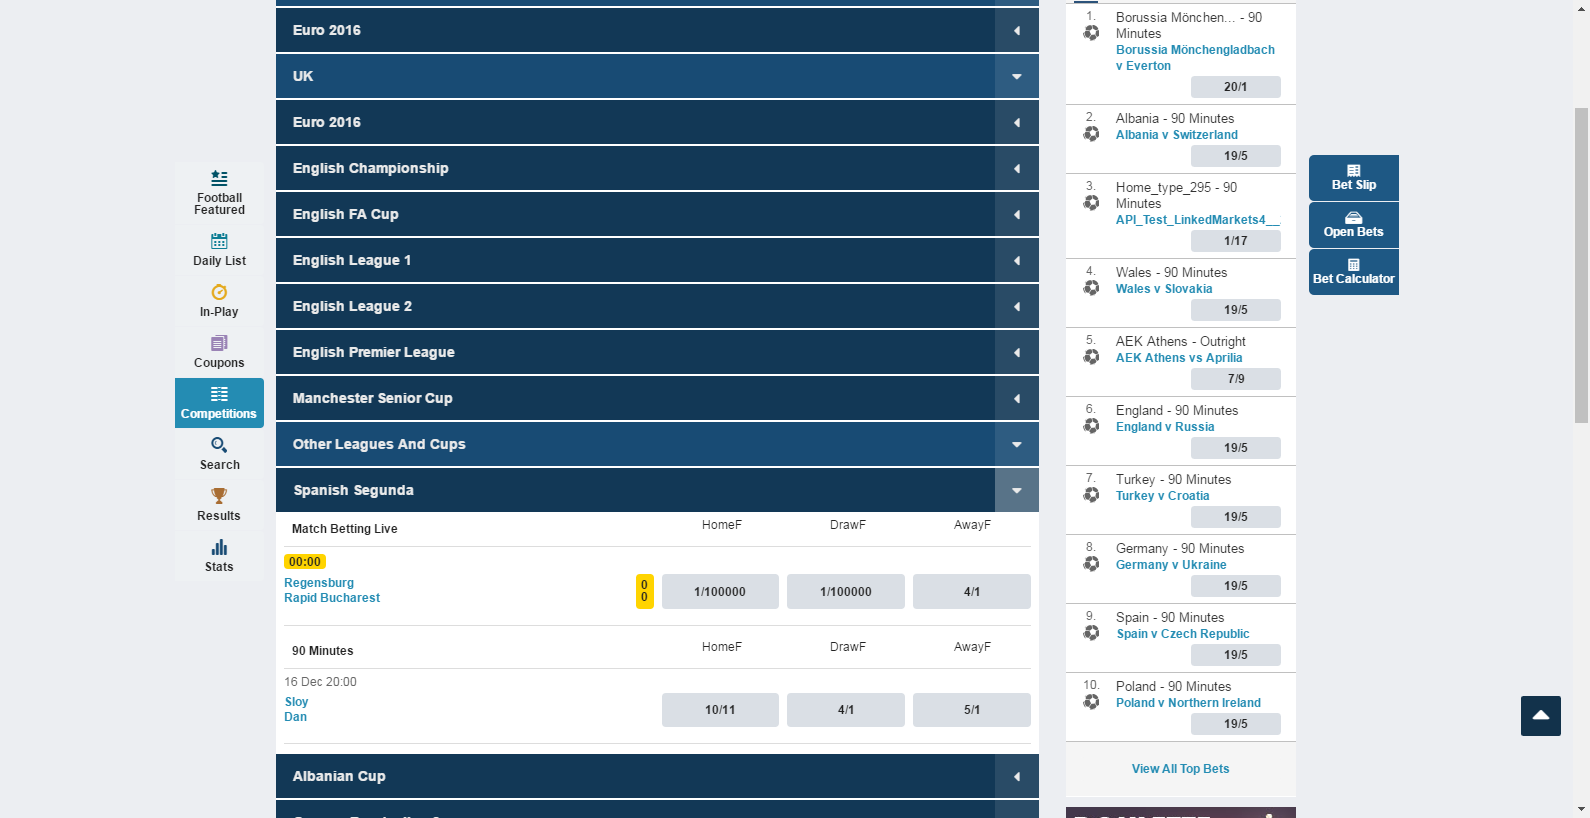 Football
Featured
Daily List
In-Play
Coupons
Competitions
Search
Results
Stats
Euro 2016
UK
Euro 2016
English Championship
English FA Cup
English League 1
English League 2
English Premier League
Manchester Senior Cup
Other Leagues And Cups
Spanish Segunda
Match Betting Live HomeF DrawF AwayF
00:00
Regensburg
Rapid Bucharest
0
0
1/100000 1/100000 4/1
90 Minutes HomeF DrawF AwayF
16 Dec 20:00
Sloy
Dan
10/11 4/1 5/1
Albanian Cup
1. Borussia Mönchen... - 90
Minutes
Borussia Mönchengladbach
v Everton
20/1
2. Albania - 90 Minutes
Albania v Switzerland
19/5
3. Home_type_295 - 90
Minutes
API_Test_LinkedMarkets4__
1/17
4. Wales - 90 Minutes
Wales v Slovakia
19/5
5. AEK Athens - Outright
AEK Athens vs Aprilia
7/9
6. England - 90 Minutes
England v Russia
19/5
7. Turkey - 90 Minutes
Turkey v Croatia
19/5
8. Germany - 90 Minutes
Germany v Ukraine
19/5
9. Spain - 90 Minutes
Spain v Czech Republic
19/5
10. Poland - 90 Minutes
Poland v Northern Ireland
19/5
View All Top Bets
Bet Slip
Open Bets
Bet Calculator